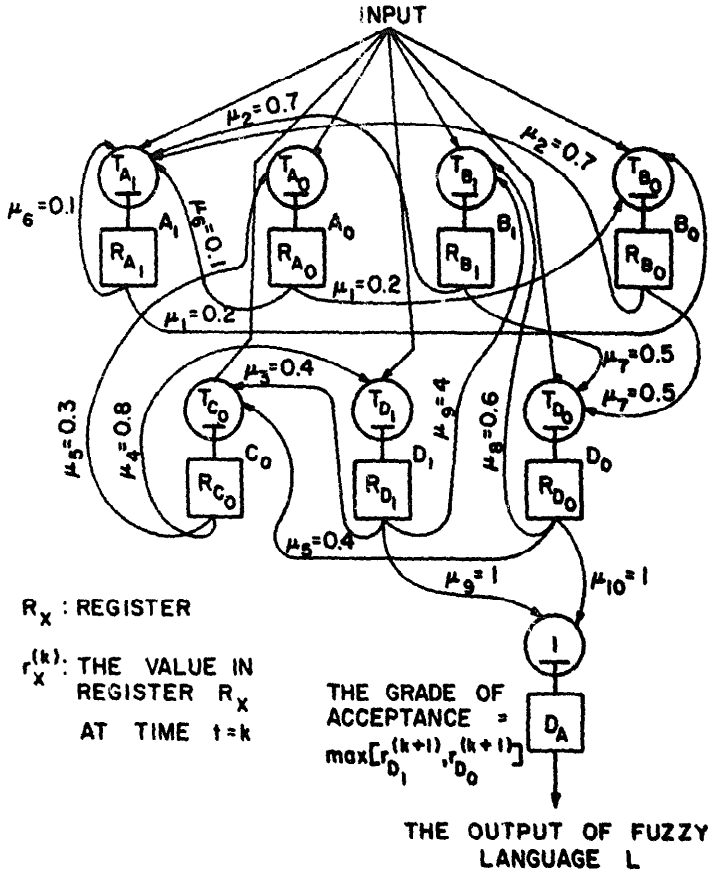 INPUT
μ₂=0.7
μ₂=0.7
T_A₁
T_A₀
T_B₁
T_B₀
μ₆=0.1
μ₆=0.1
A₁
A₀
B₁
B₀
R_A₁
R_A₀
R_B₁
R_B₀
μ₁=0.2
μ₁=0.2
μ₇=0.5
μ₇=0.5
μ₃=0.4
μ₅=0.3
μ₄=0.8
μ₉=4
μ₈=0.6
T_C₀
T_D₁
T_D₀
C₀
D₁
D₀
R_C₀
R_D₁
R_D₀
μ₅=0.4
μ₉=1
μ₁₀=1
R_X : REGISTER
r_X^(k): THE VALUE IN
REGISTER R_X
AT TIME t=k
1
D_A
THE GRADE OF
ACCEPTANCE =
max[r_D₁^(k+1), r_D₀^(k+1)]
THE OUTPUT OF FUZZY
LANGUAGE L